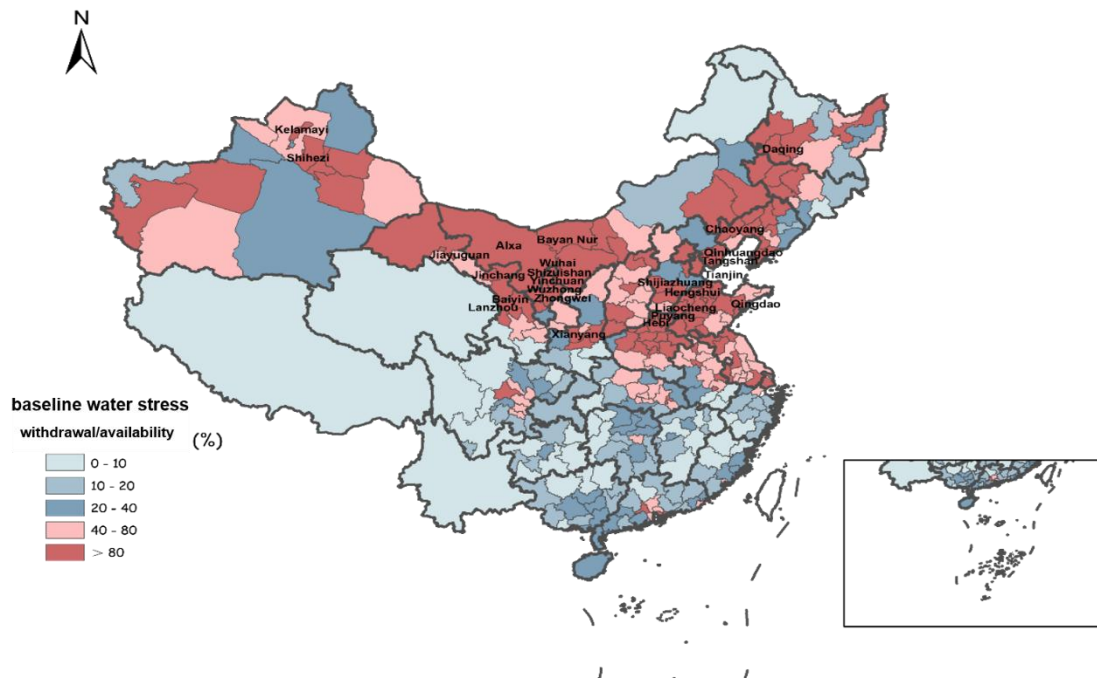 N
Kelamayi
Shihezi
Daqing
Chaoyang
Alxa
Bayan Nur
Jiayuguan
Qinhuangdao
Tangshan
Wuhai
Tianjin
Jinchang
Shizuishan
Yinchuan
Shijiazhuang
Wuzhong
Hengshui
Baiyin
Zhongwei
Qingdao
Lanzhou
Liaocheng
Puyang
Hebi
Xianyang
baseline water stress
withdrawal/availability (%)
0 - 10
10 - 20
20 - 40
40 - 80
> 80